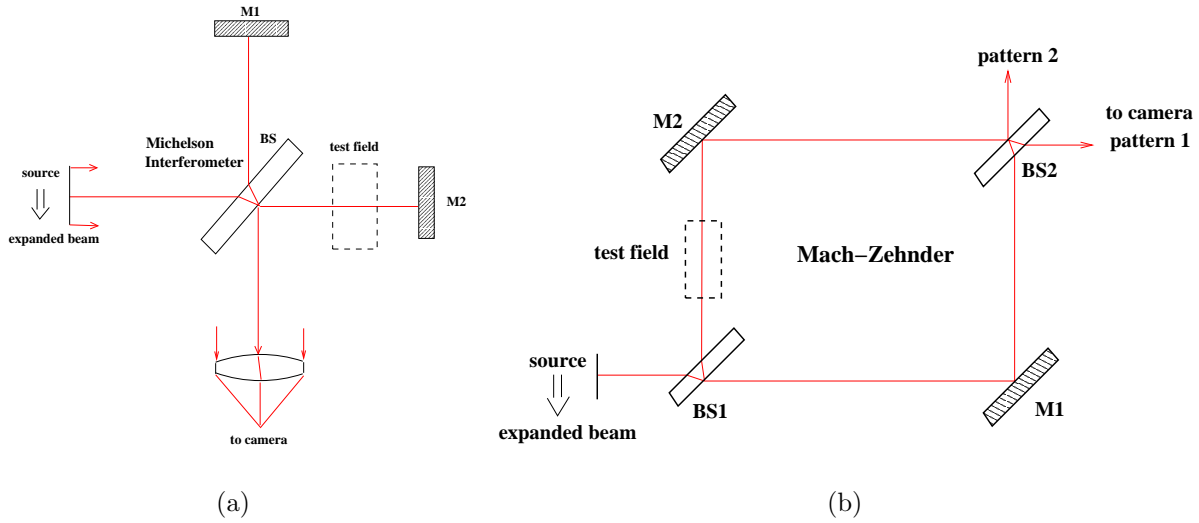 M1
Michelson
Interferometer
BS
test field
source
expanded beam
M2
to camera
(a)
pattern 2
to camera
pattern 1
M2
BS2
test field
Mach-Zehnder
source
expanded beam
BS1
M1
(b)